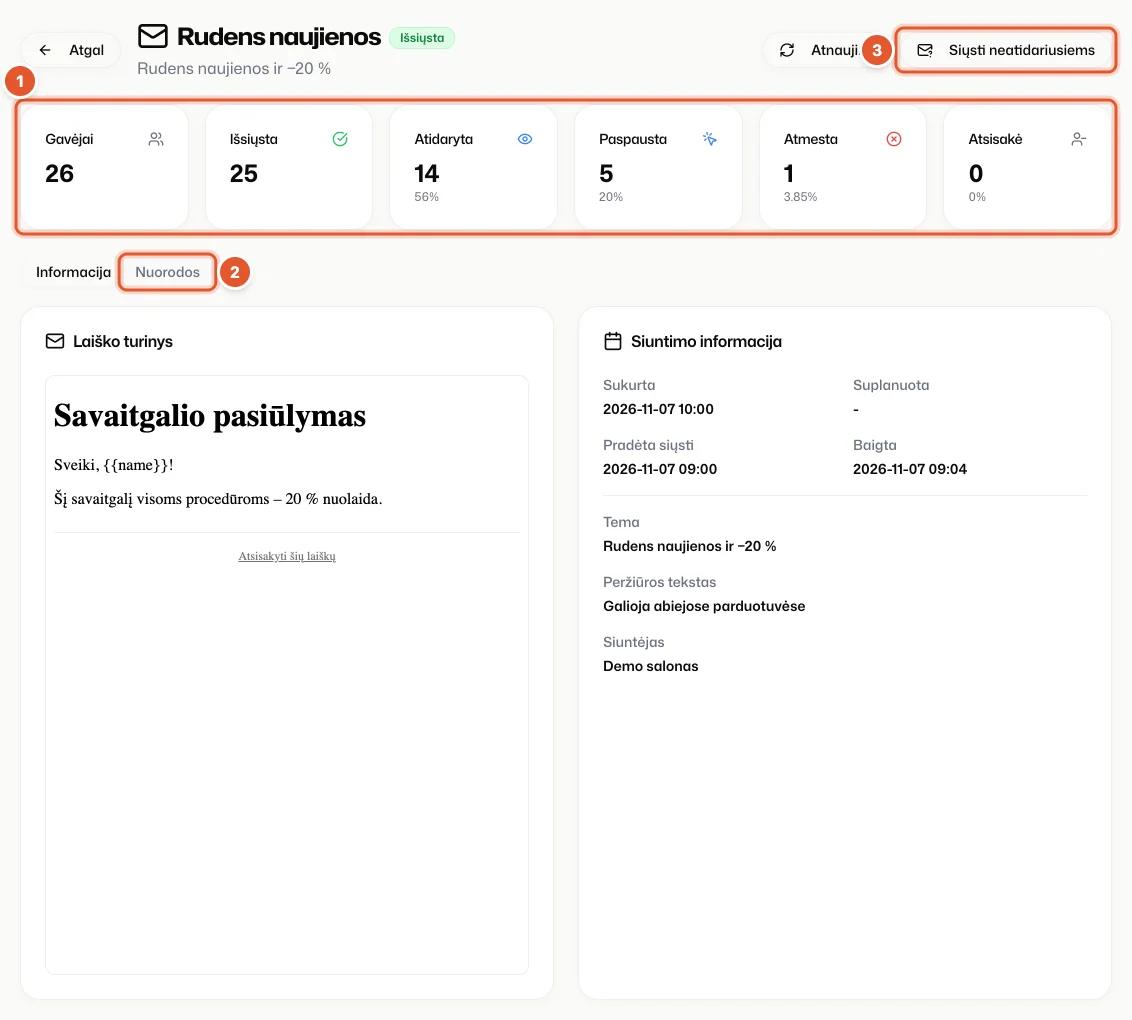 Atgal
Rudens naujienos
Išsiųsta
Rudens naujienos ir −20 %
Atnauji
3
Siųsti neatidariusiems
1
Gavėjai
26
Išsiųsta
25
Atidaryta
14
56%
Paspausta
5
20%
Atmesta
1
3.85%
Atsisakė
0
0%
Informacija
Nuorodos
2
Laiško turinys
Savaitgalio pasiūlymas
Sveiki, {{name}}!
Šį savaitgalį visoms procedūroms – 20 % nuolaida.
Atsisakyti šių laiškų
Siuntimo informacija
Sukurta
2026-11-07 10:00
Suplanuota
-
Pradėta siųsti
2026-11-07 09:00
Baigta
2026-11-07 09:04
Tema
Rudens naujienos ir −20 %
Peržiūros tekstas
Galioja abiejose parduotuvėse
Siuntėjas
Demo salonas